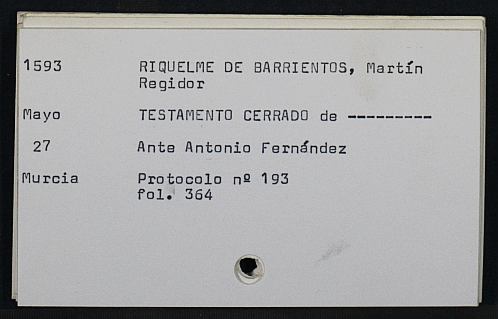 1593 RIQUELME DE BARRIENTOS, Martín
Regidor
Mayo TESTAMENTO CERRADO de ---------
27 Ante Antonio Fernández
Murcia Protocolo nº 193
fol. 364